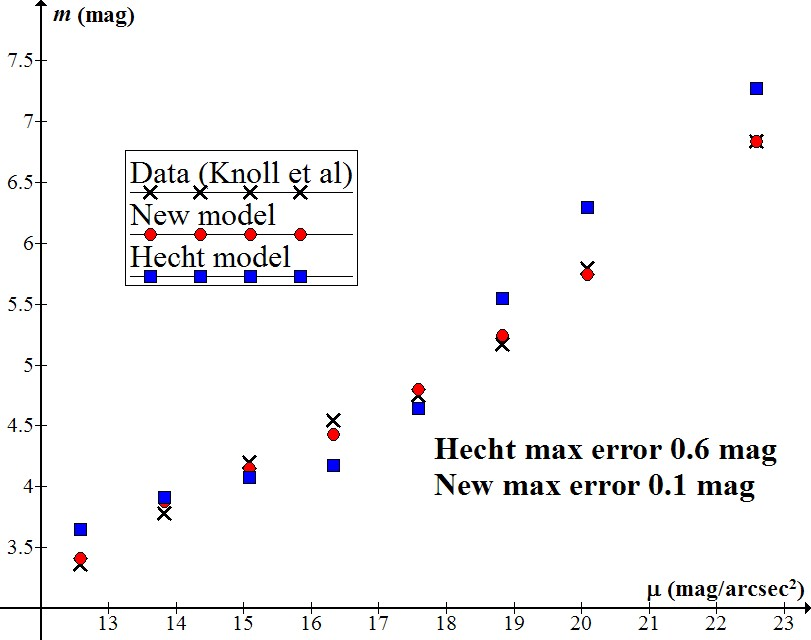 m (mag)
7.5
7
6.5
6
5.5
5
4.5
4
3.5
Data (Knoll et al)
New model
Hecht model
Hecht max error 0.6 mag
New max error 0.1 mag
μ (mag/arcsec²)
13 14 15 16 17 18 19 20 21 22 23